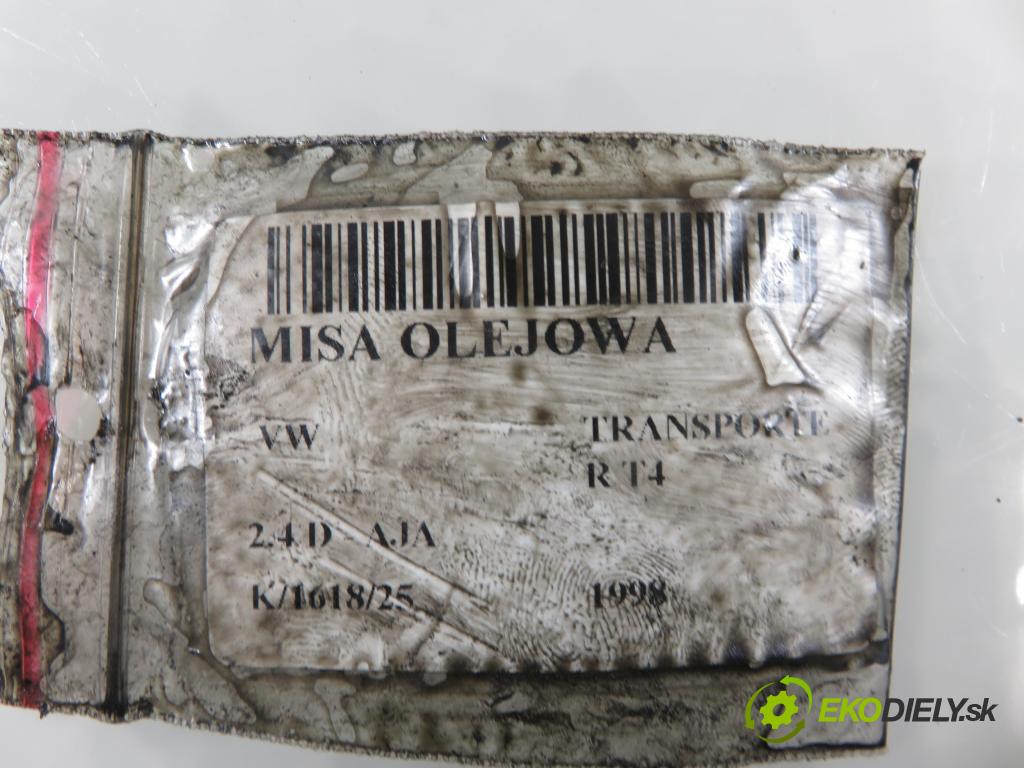 MISA OLEJOWA
VW TRANSPORTE
R T4
2.4 D AJA
K/1618/25 1998
EKODIELY.sk